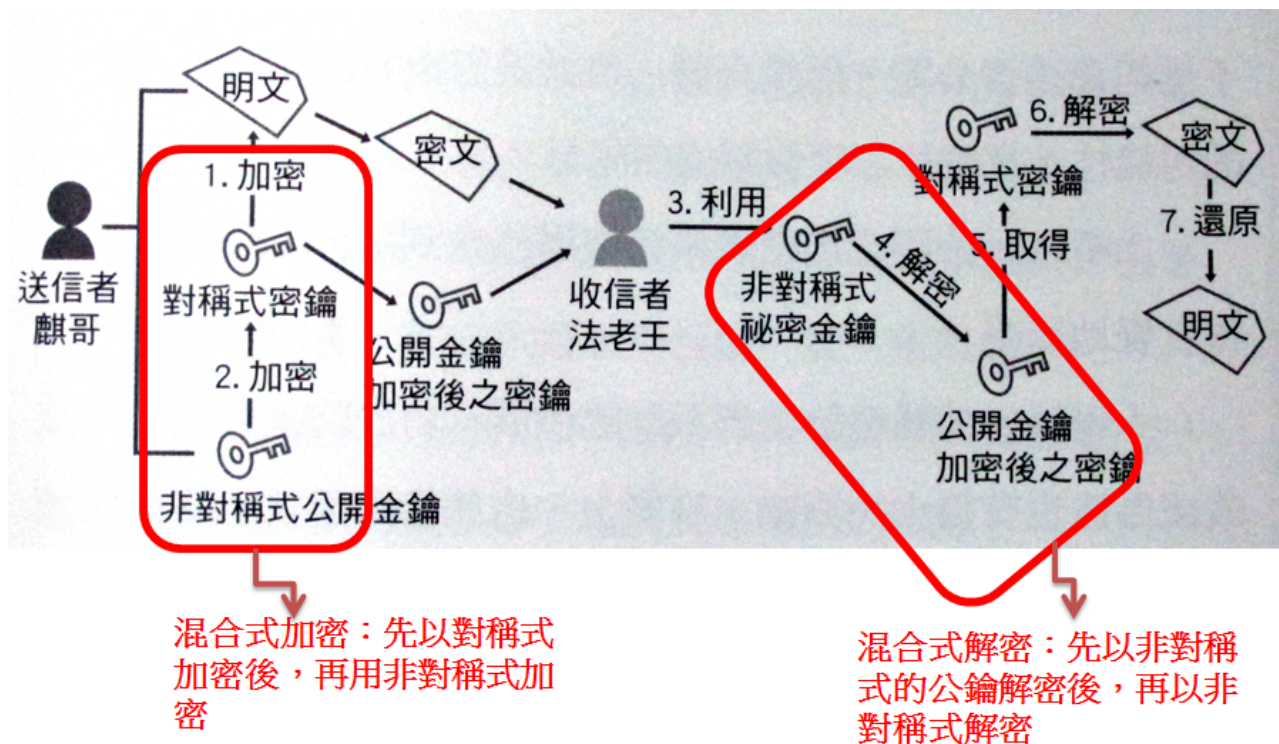 明文
密文
1. 加密
對稱式密鑰
2. 加密
非對稱式公開金鑰
送信者
麒哥
公開金鑰
加密後之密鑰
收信者
法老王
3. 利用
非對稱式
祕密金鑰
4. 解密
公開金鑰
加密後之密鑰
5. 取得
對稱式密鑰
6. 解密
密文
7. 還原
明文
混合式加密：先以對稱式
加密後，再用非對稱式加
密
混合式解密：先以非對稱
式的公鑰解密後，再以非
對稱式解密